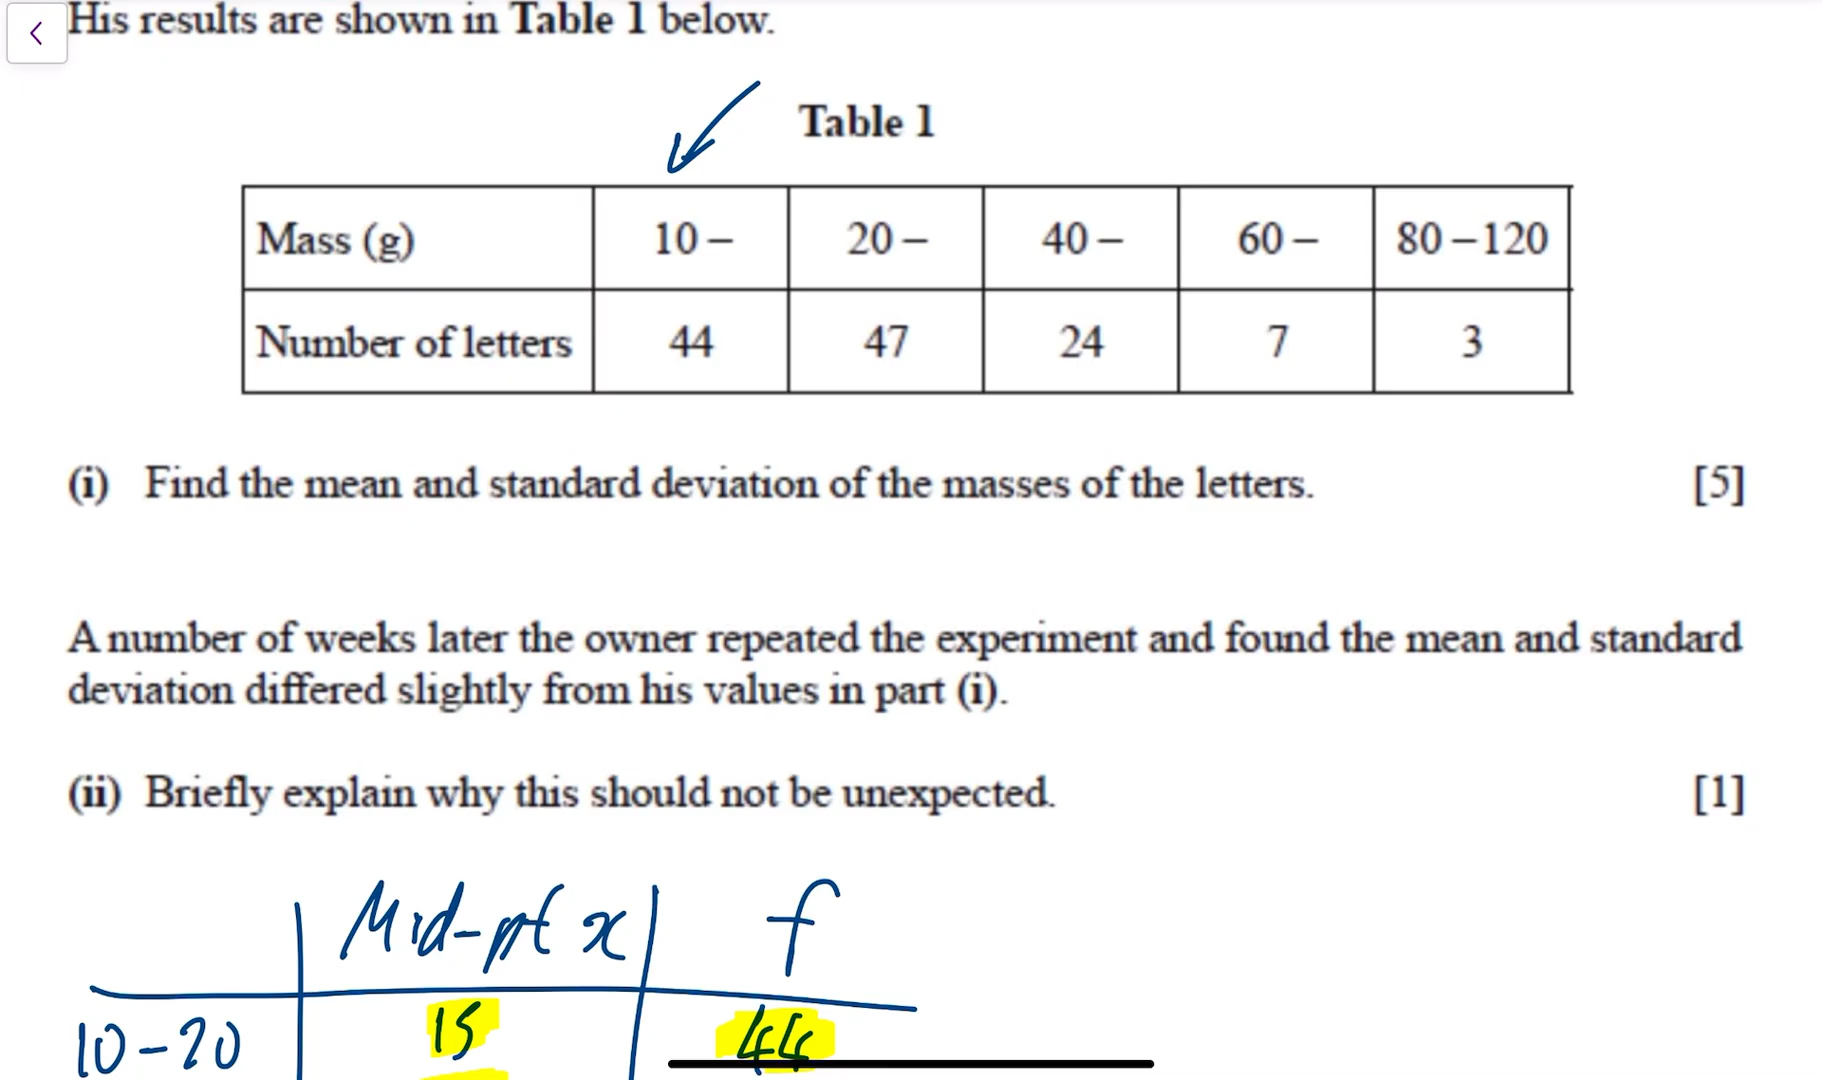 His results are shown in Table 1 below.
Table 1
Mass (g) 10 – 20 – 40 – 60 – 80 – 120
Number of letters 44 47 24 7 3
(i) Find the mean and standard deviation of the masses of the letters. [5]
A number of weeks later the owner repeated the experiment and found the mean and standard
deviation differed slightly from his values in part (i).
(ii) Briefly explain why this should not be unexpected. [1]
Mid-pt x f
10-20 15 44